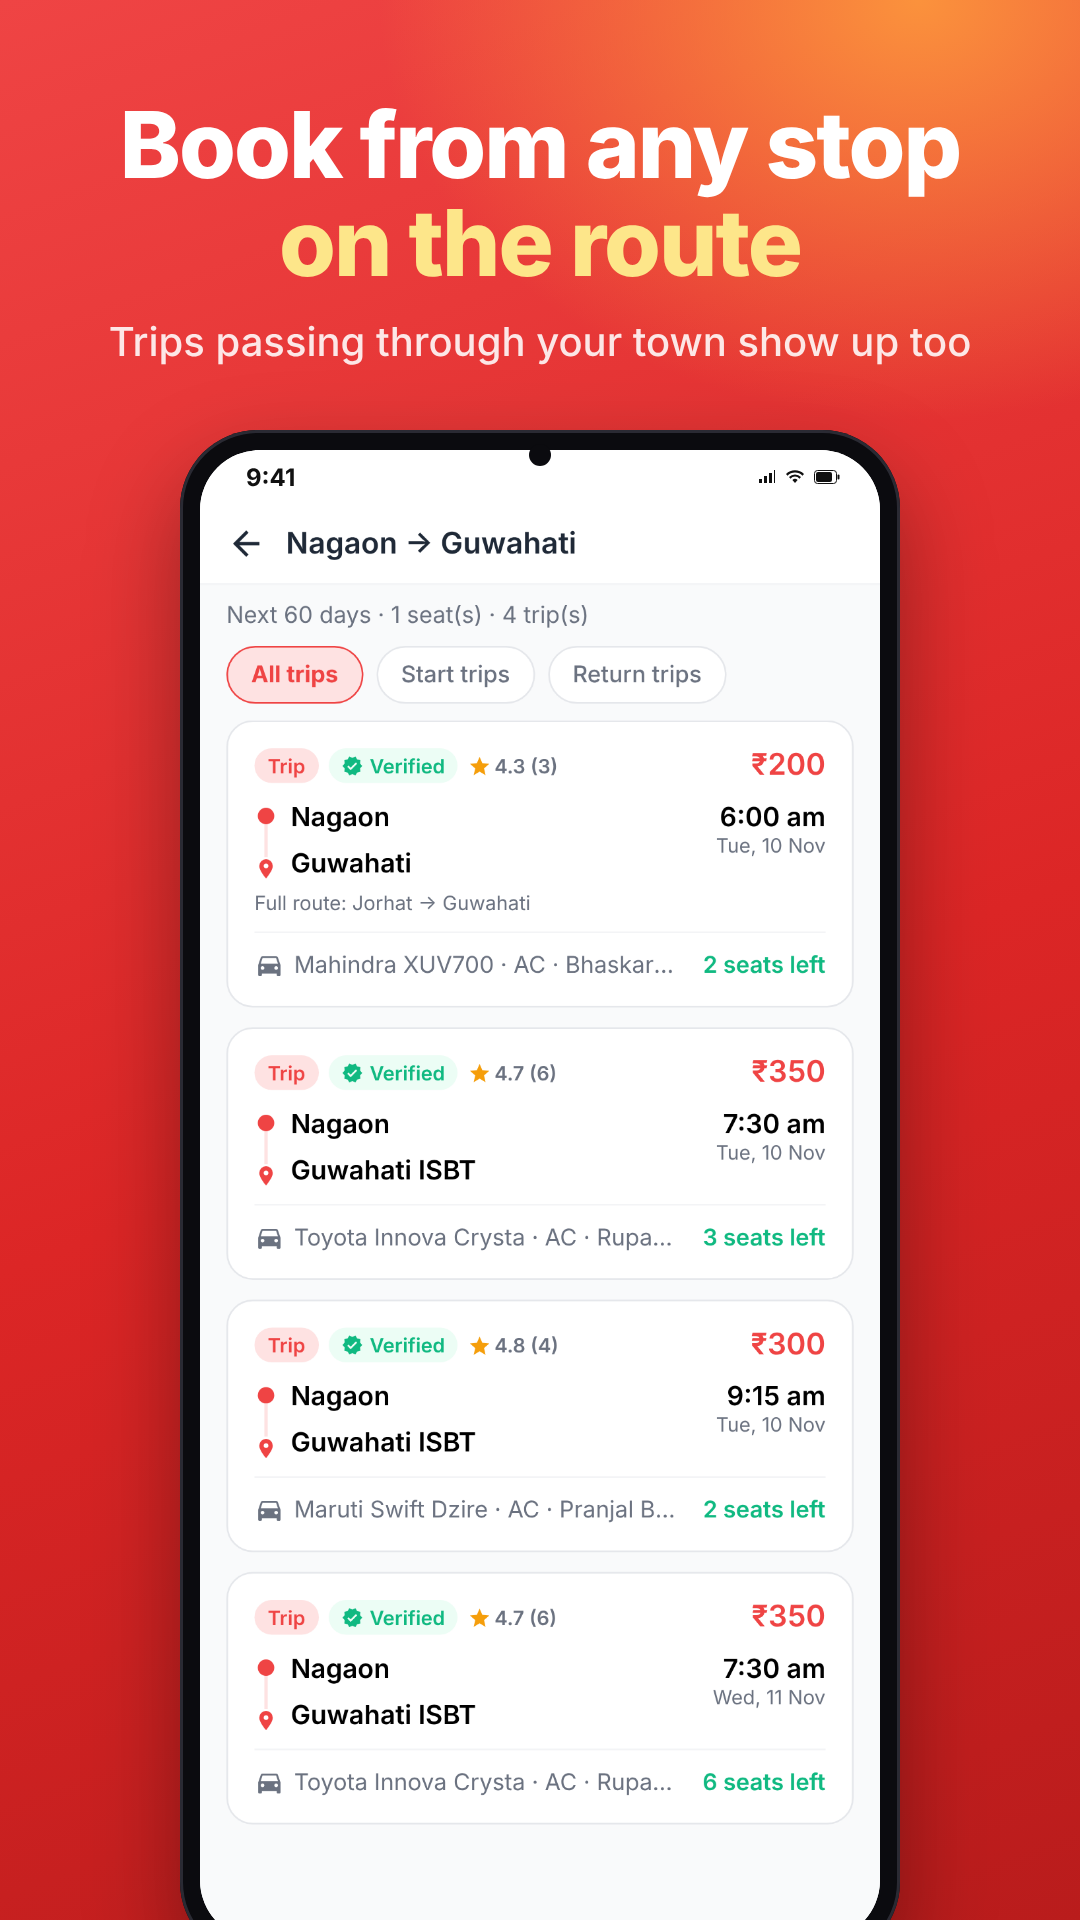 Book from any stop
on the route
Trips passing through your town show up too
9:41
Nagaon → Guwahati
Next 60 days · 1 seat(s) · 4 trip(s)
All trips
Start trips
Return trips
Trip
Verified
4.3 (3)
₹200
Nagaon
6:00 am
Tue, 10 Nov
Guwahati
Full route: Jorhat → Guwahati
Mahindra XUV700 · AC · Bhaskar...
2 seats left
Trip
Verified
4.7 (6)
₹350
Nagaon
7:30 am
Tue, 10 Nov
Guwahati ISBT
Toyota Innova Crysta · AC · Rupa...
3 seats left
Trip
Verified
4.8 (4)
₹300
Nagaon
9:15 am
Tue, 10 Nov
Guwahati ISBT
Maruti Swift Dzire · AC · Pranjal B...
2 seats left
Trip
Verified
4.7 (6)
₹350
Nagaon
7:30 am
Wed, 11 Nov
Guwahati ISBT
Toyota Innova Crysta · AC · Rupa...
6 seats left